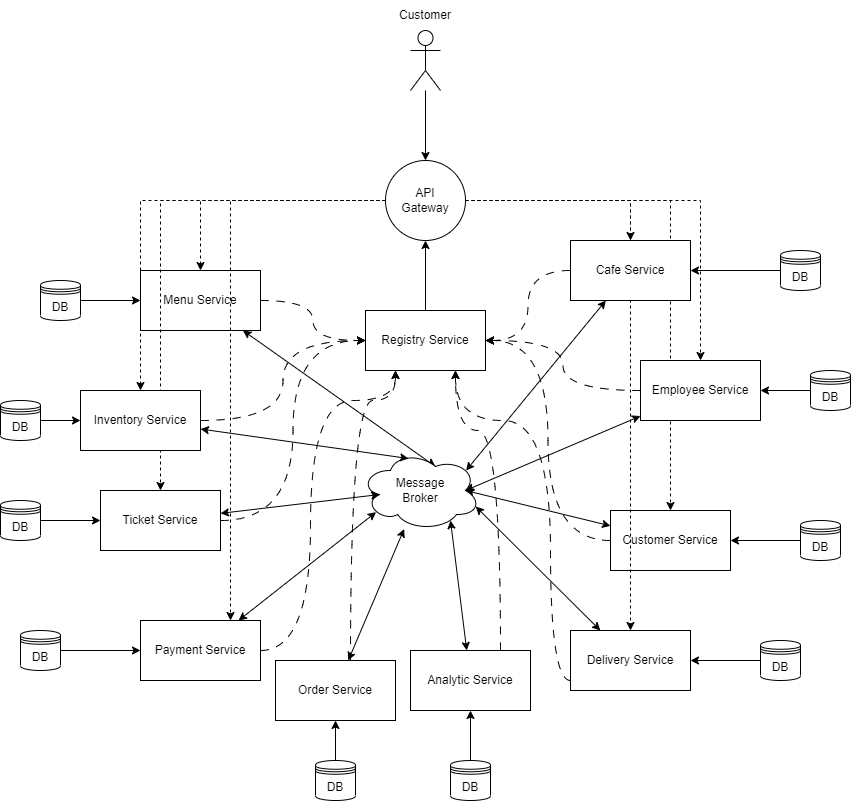 Customer
API
Gateway
Cafe Service
DB
Menu Service
DB
Registry Service
Employee Service
DB
Inventory Service
DB
Message
Broker
Ticket Service
DB
Customer Service
DB
Payment Service
DB
Delivery Service
DB
Analytic Service
Order Service
DB
DB